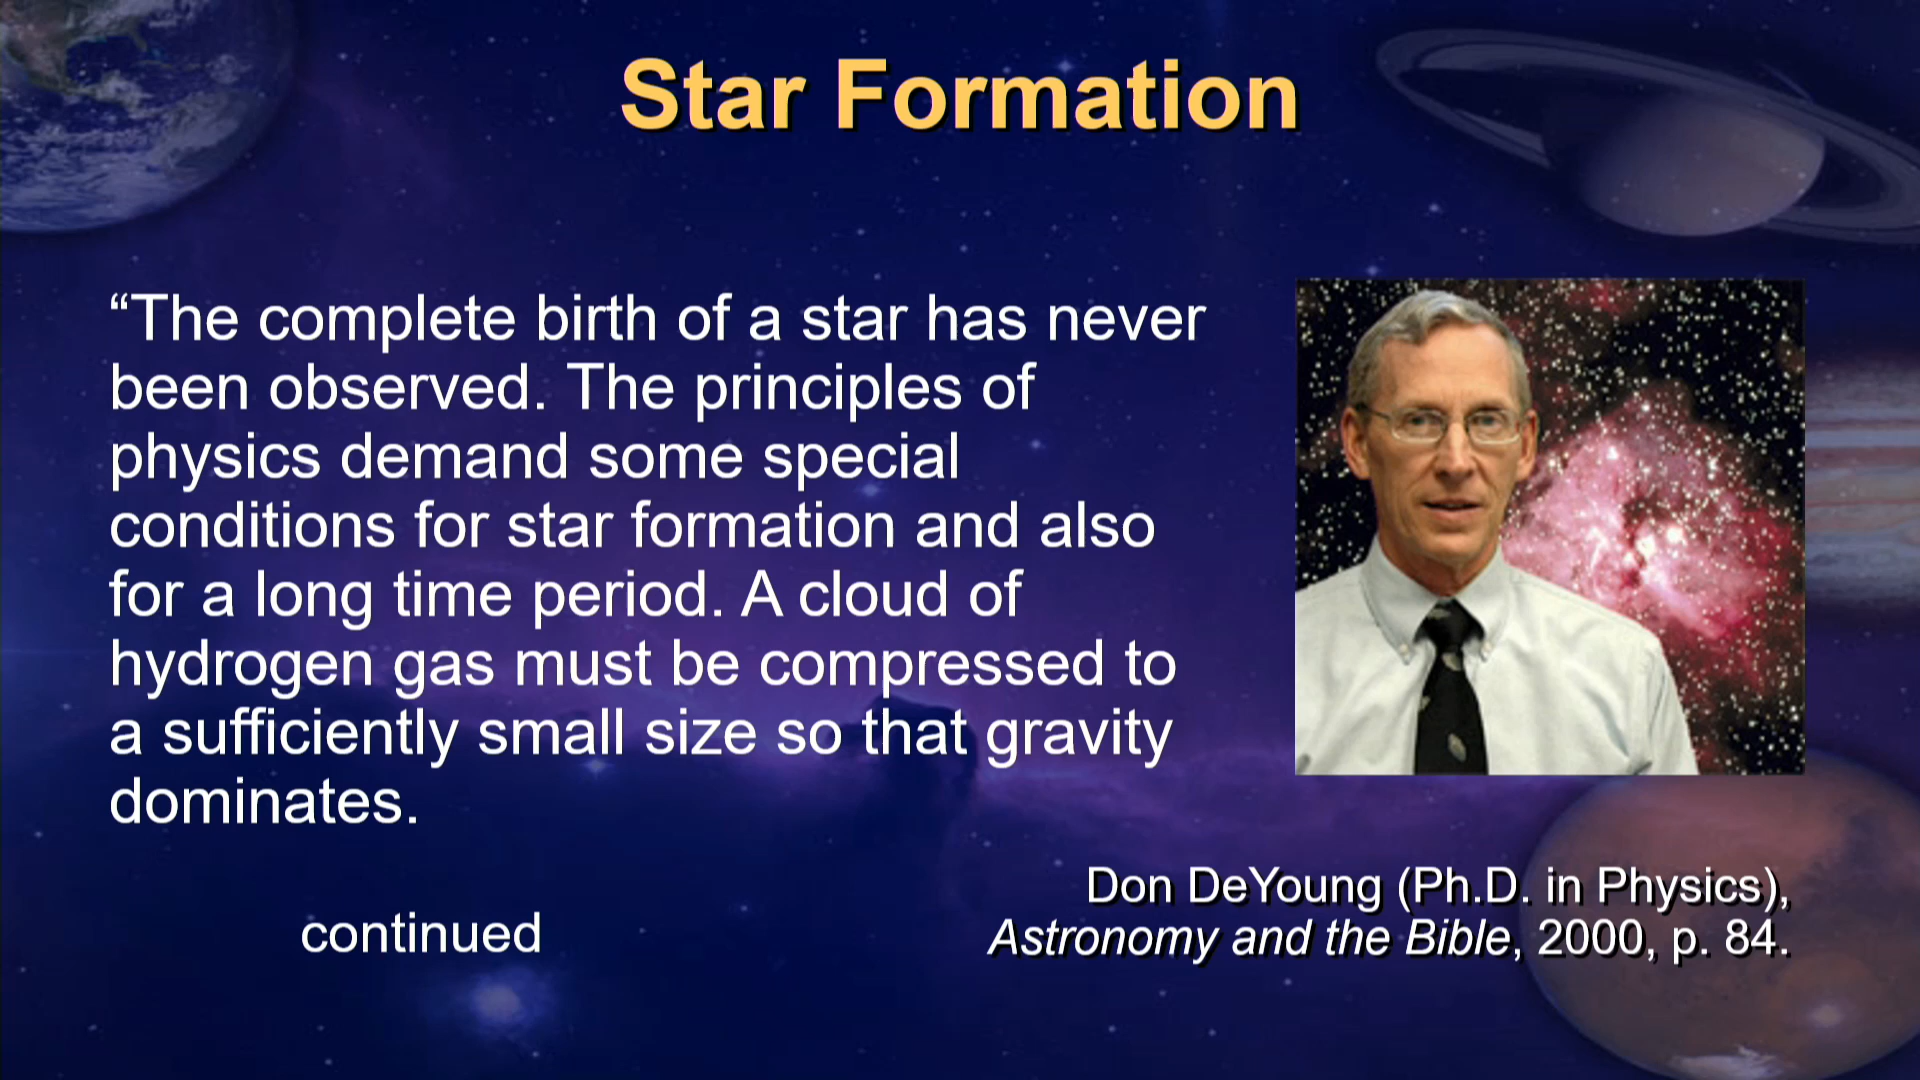 Star Formation
“The complete birth of a star has never
been observed. The principles of
physics demand some special
conditions for star formation and also
for a long time period. A cloud of
hydrogen gas must be compressed to
a sufficiently small size so that gravity
dominates.
continued
Don DeYoung (Ph.D. in Physics),
Astronomy and the Bible, 2000, p. 84.